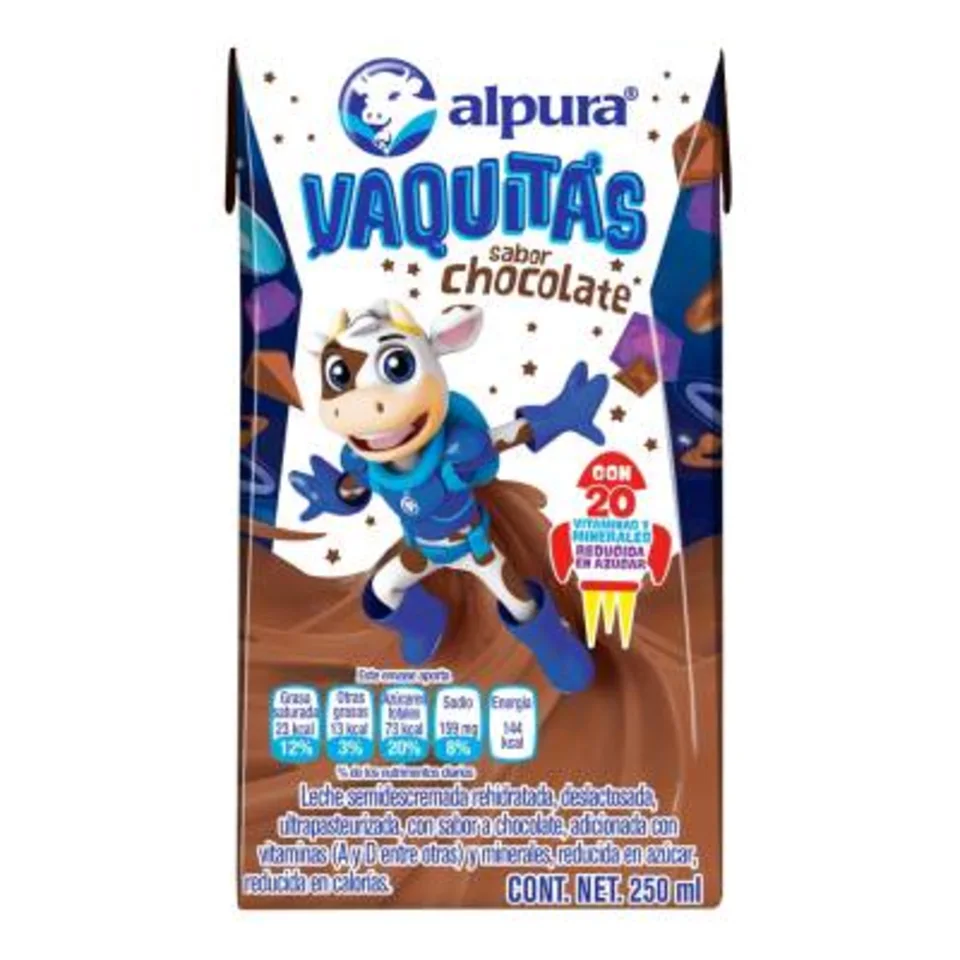 alpura®
VAQUITAS
sabor
chocolate
CON
20
VITAMINAS Y
MINERALES
REDUCIDA
EN AZÚCAR
Este envase aporta
Grasa saturada 23 kcal 12%
Otras grasas 13 kcal 3%
Azúcares totales 73 kcal 20%
Sodio 159 mg 8%
Energía 144 kcal
% de los nutrimentos diarios
Leche semidescremada rehidratada, deslactosada,
ultrapasteurizada, con sabor a chocolate, adicionada con
vitaminas (A y D entre otras) y minerales, reducida en azúcar,
reducida en calorías.
CONT. NET. 250 ml